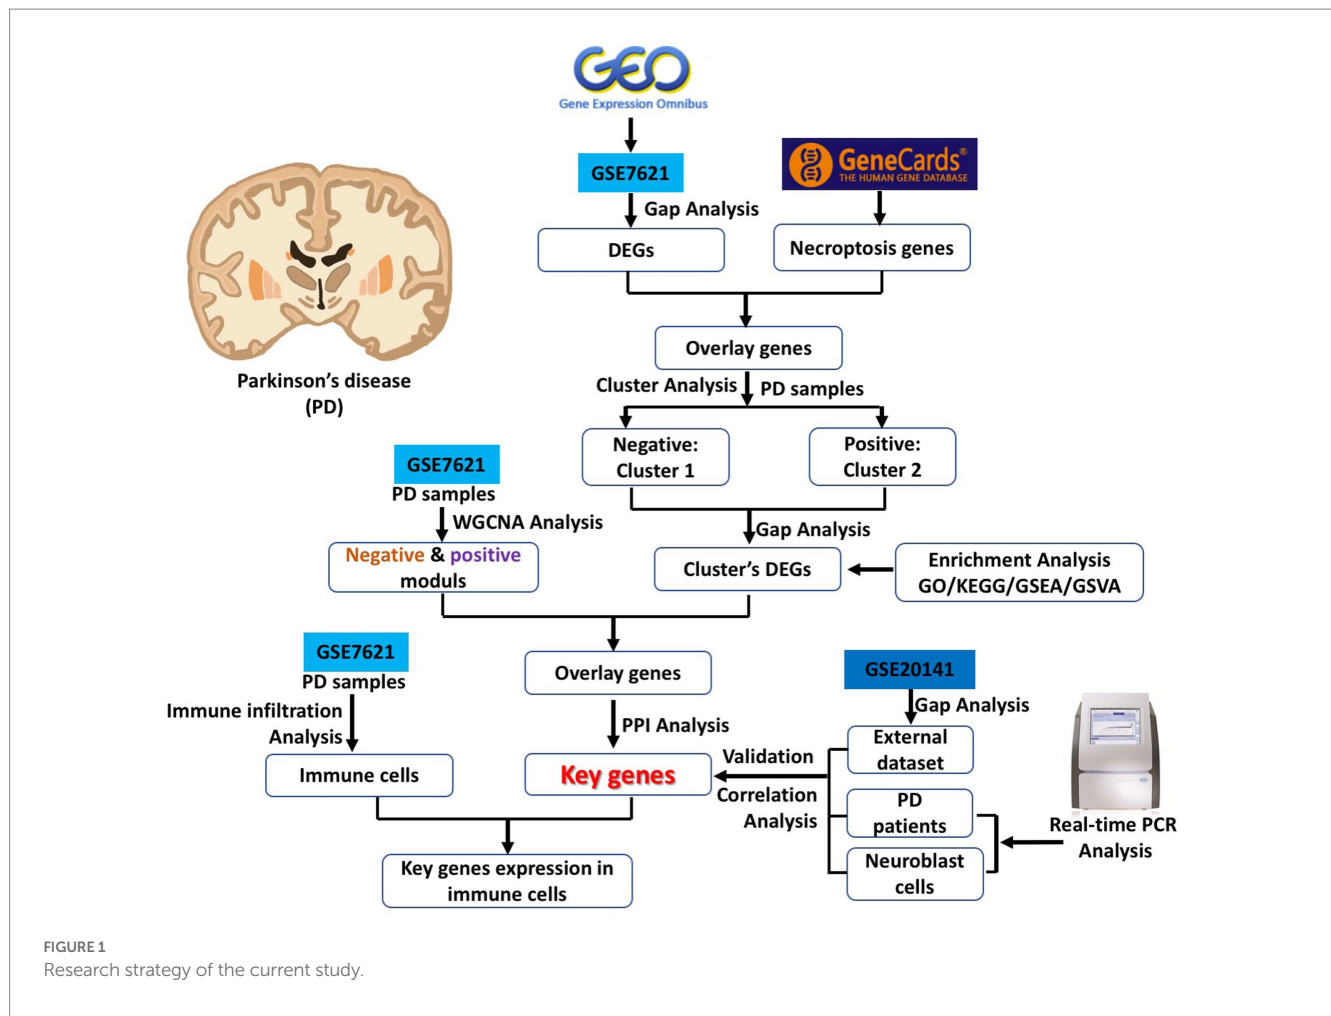 GEO
Gene Expression Omnibus
GSE7621
GeneCards®
THE HUMAN GENE DATABASE
Gap Analysis
DEGs
Necroptosis genes
Overlay genes
Parkinson's disease
(PD)
Cluster Analysis
PD samples
Negative:
Cluster 1
Positive:
Cluster 2
GSE7621
PD samples
WGCNA Analysis
Gap Analysis
Negative & positive
moduls
Cluster's DEGs
Enrichment Analysis
GO/KEGG/GSEA/GSVA
GSE7621
PD samples
Overlay genes
GSE20141
Immune infiltration
Analysis
PPI Analysis
Gap Analysis
External
dataset
Immune cells
Key genes
Validation
Correlation
Analysis
PD
patients
Real-time PCR
Analysis
Neuroblast
cells
Key genes expression in
immune cells
FIGURE 1
Research strategy of the current study.